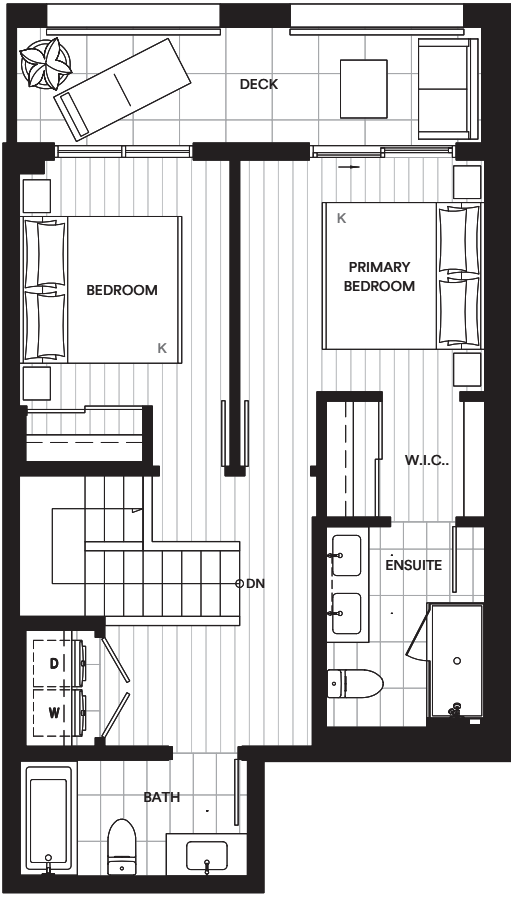 DECK
K
PRIMARY
BEDROOM
BEDROOM
K
W.I.C..
ENSUITE
DN
D
W
BATH